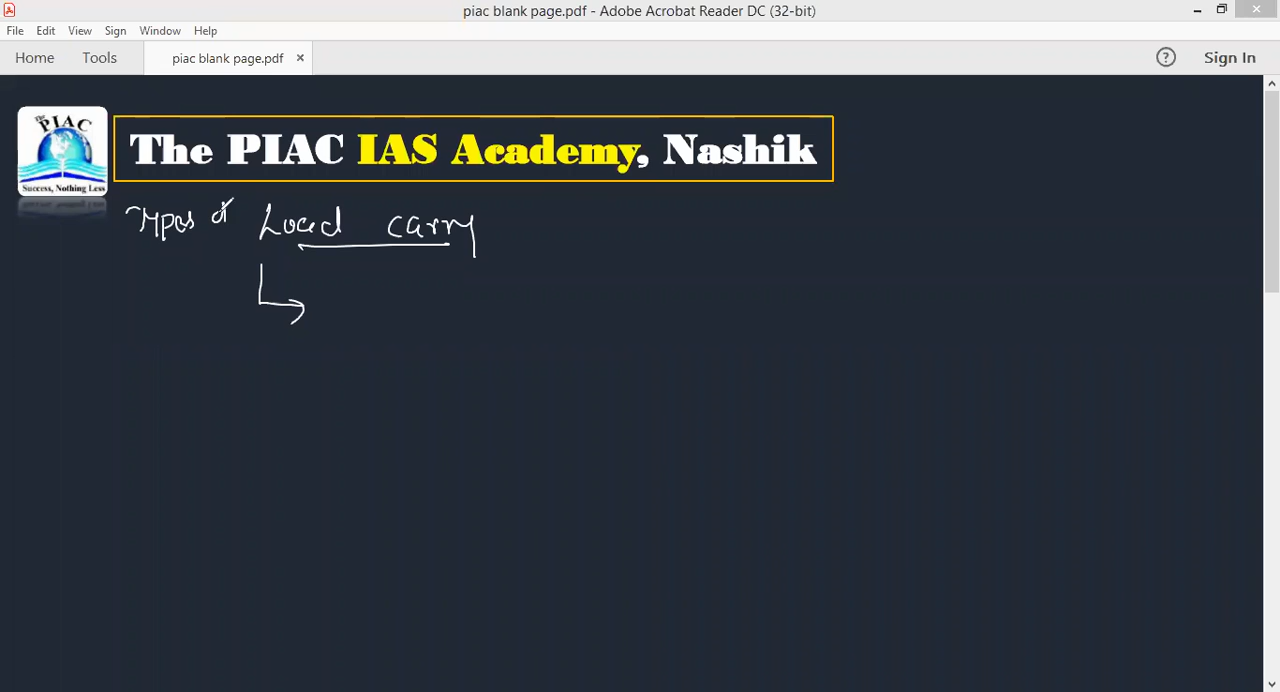 piac blank page.pdf - Adobe Acrobat Reader DC (32-bit)
File Edit View Sign Window Help
Home Tools piac blank page.pdf × ? Sign In
The PIAC
Success, Nothing Less
The PIAC IAS Academy, Nashik
Types of Load carry